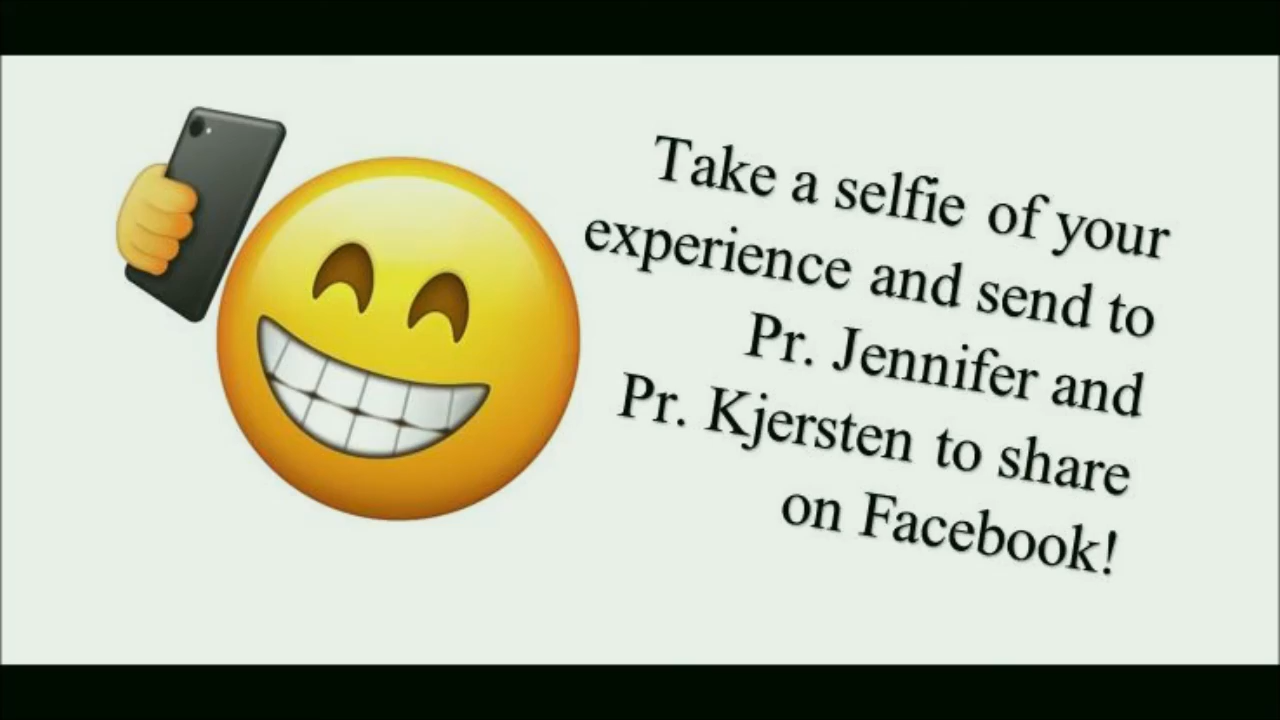 Take a selfie of your
experience and send to
Pr. Jennifer and
Pr. Kjersten to share
on Facebook!